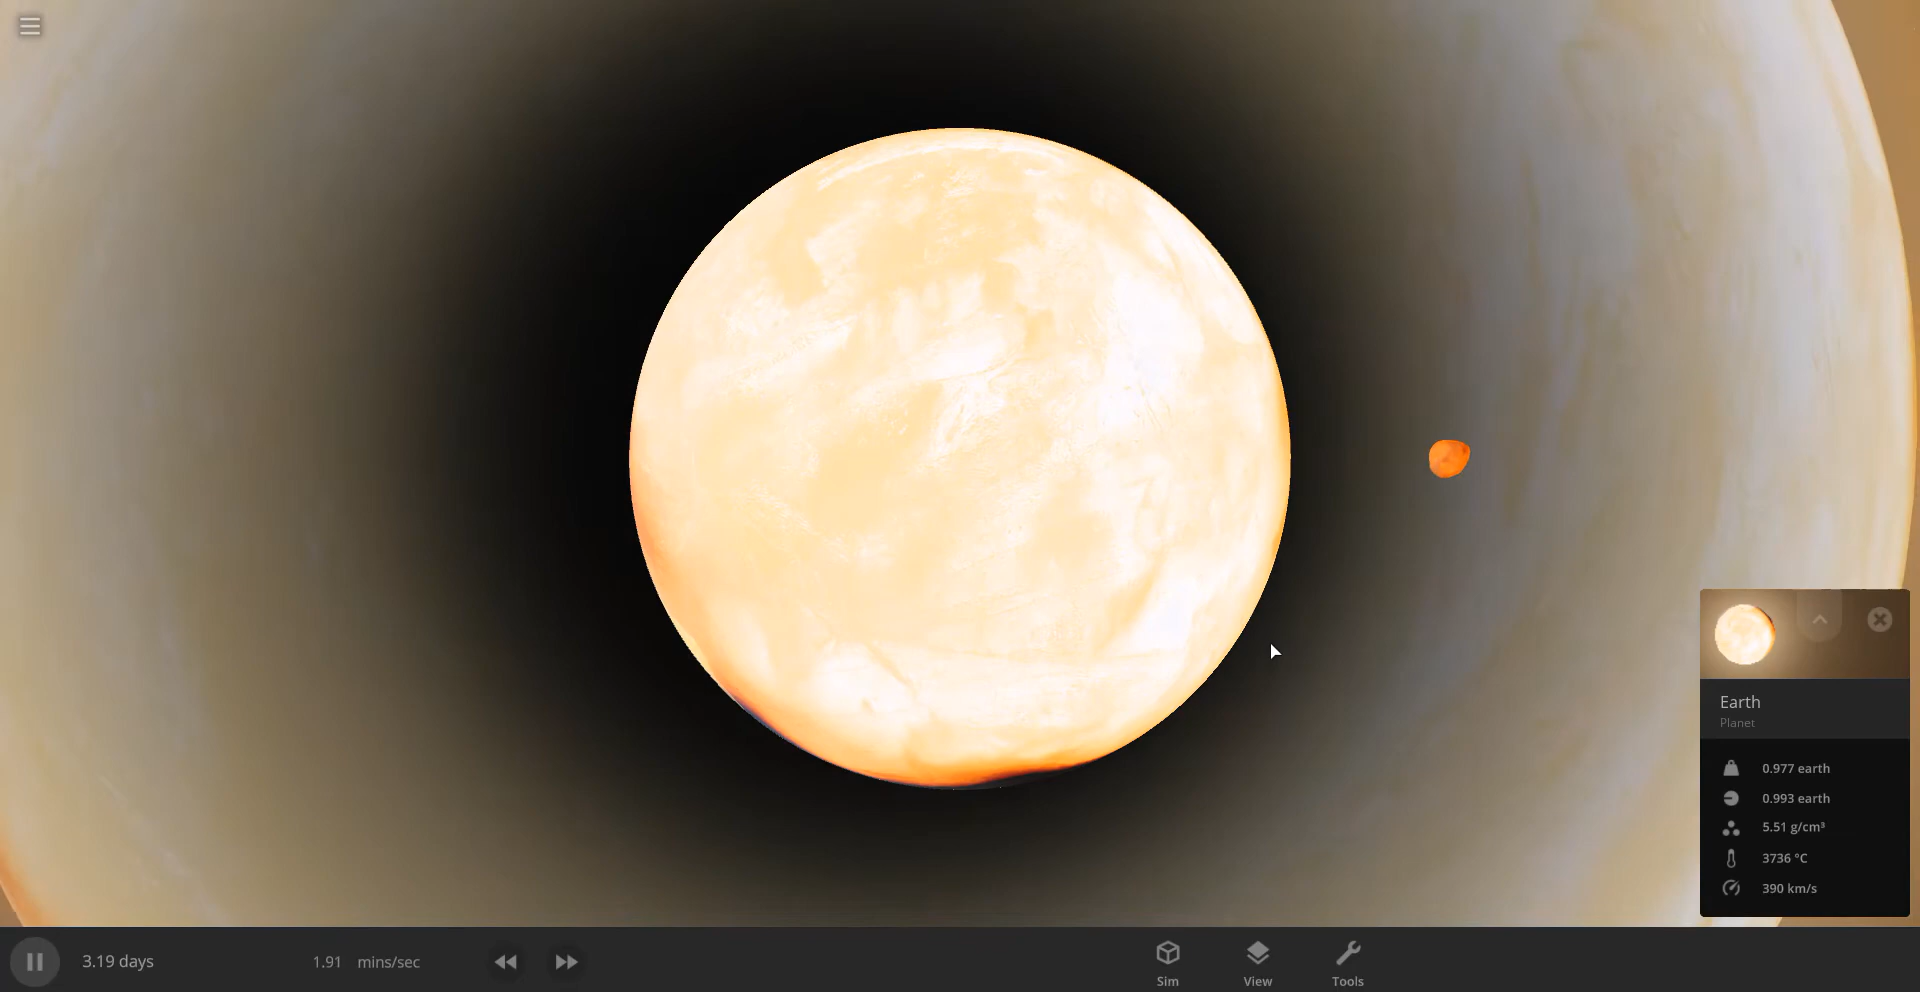 Earth
Planet
0.977 earth
0.993 earth
5.51 g/cm³
3736 °C
390 km/s
3.19 days
1.91 mins/sec
Sim
View
Tools